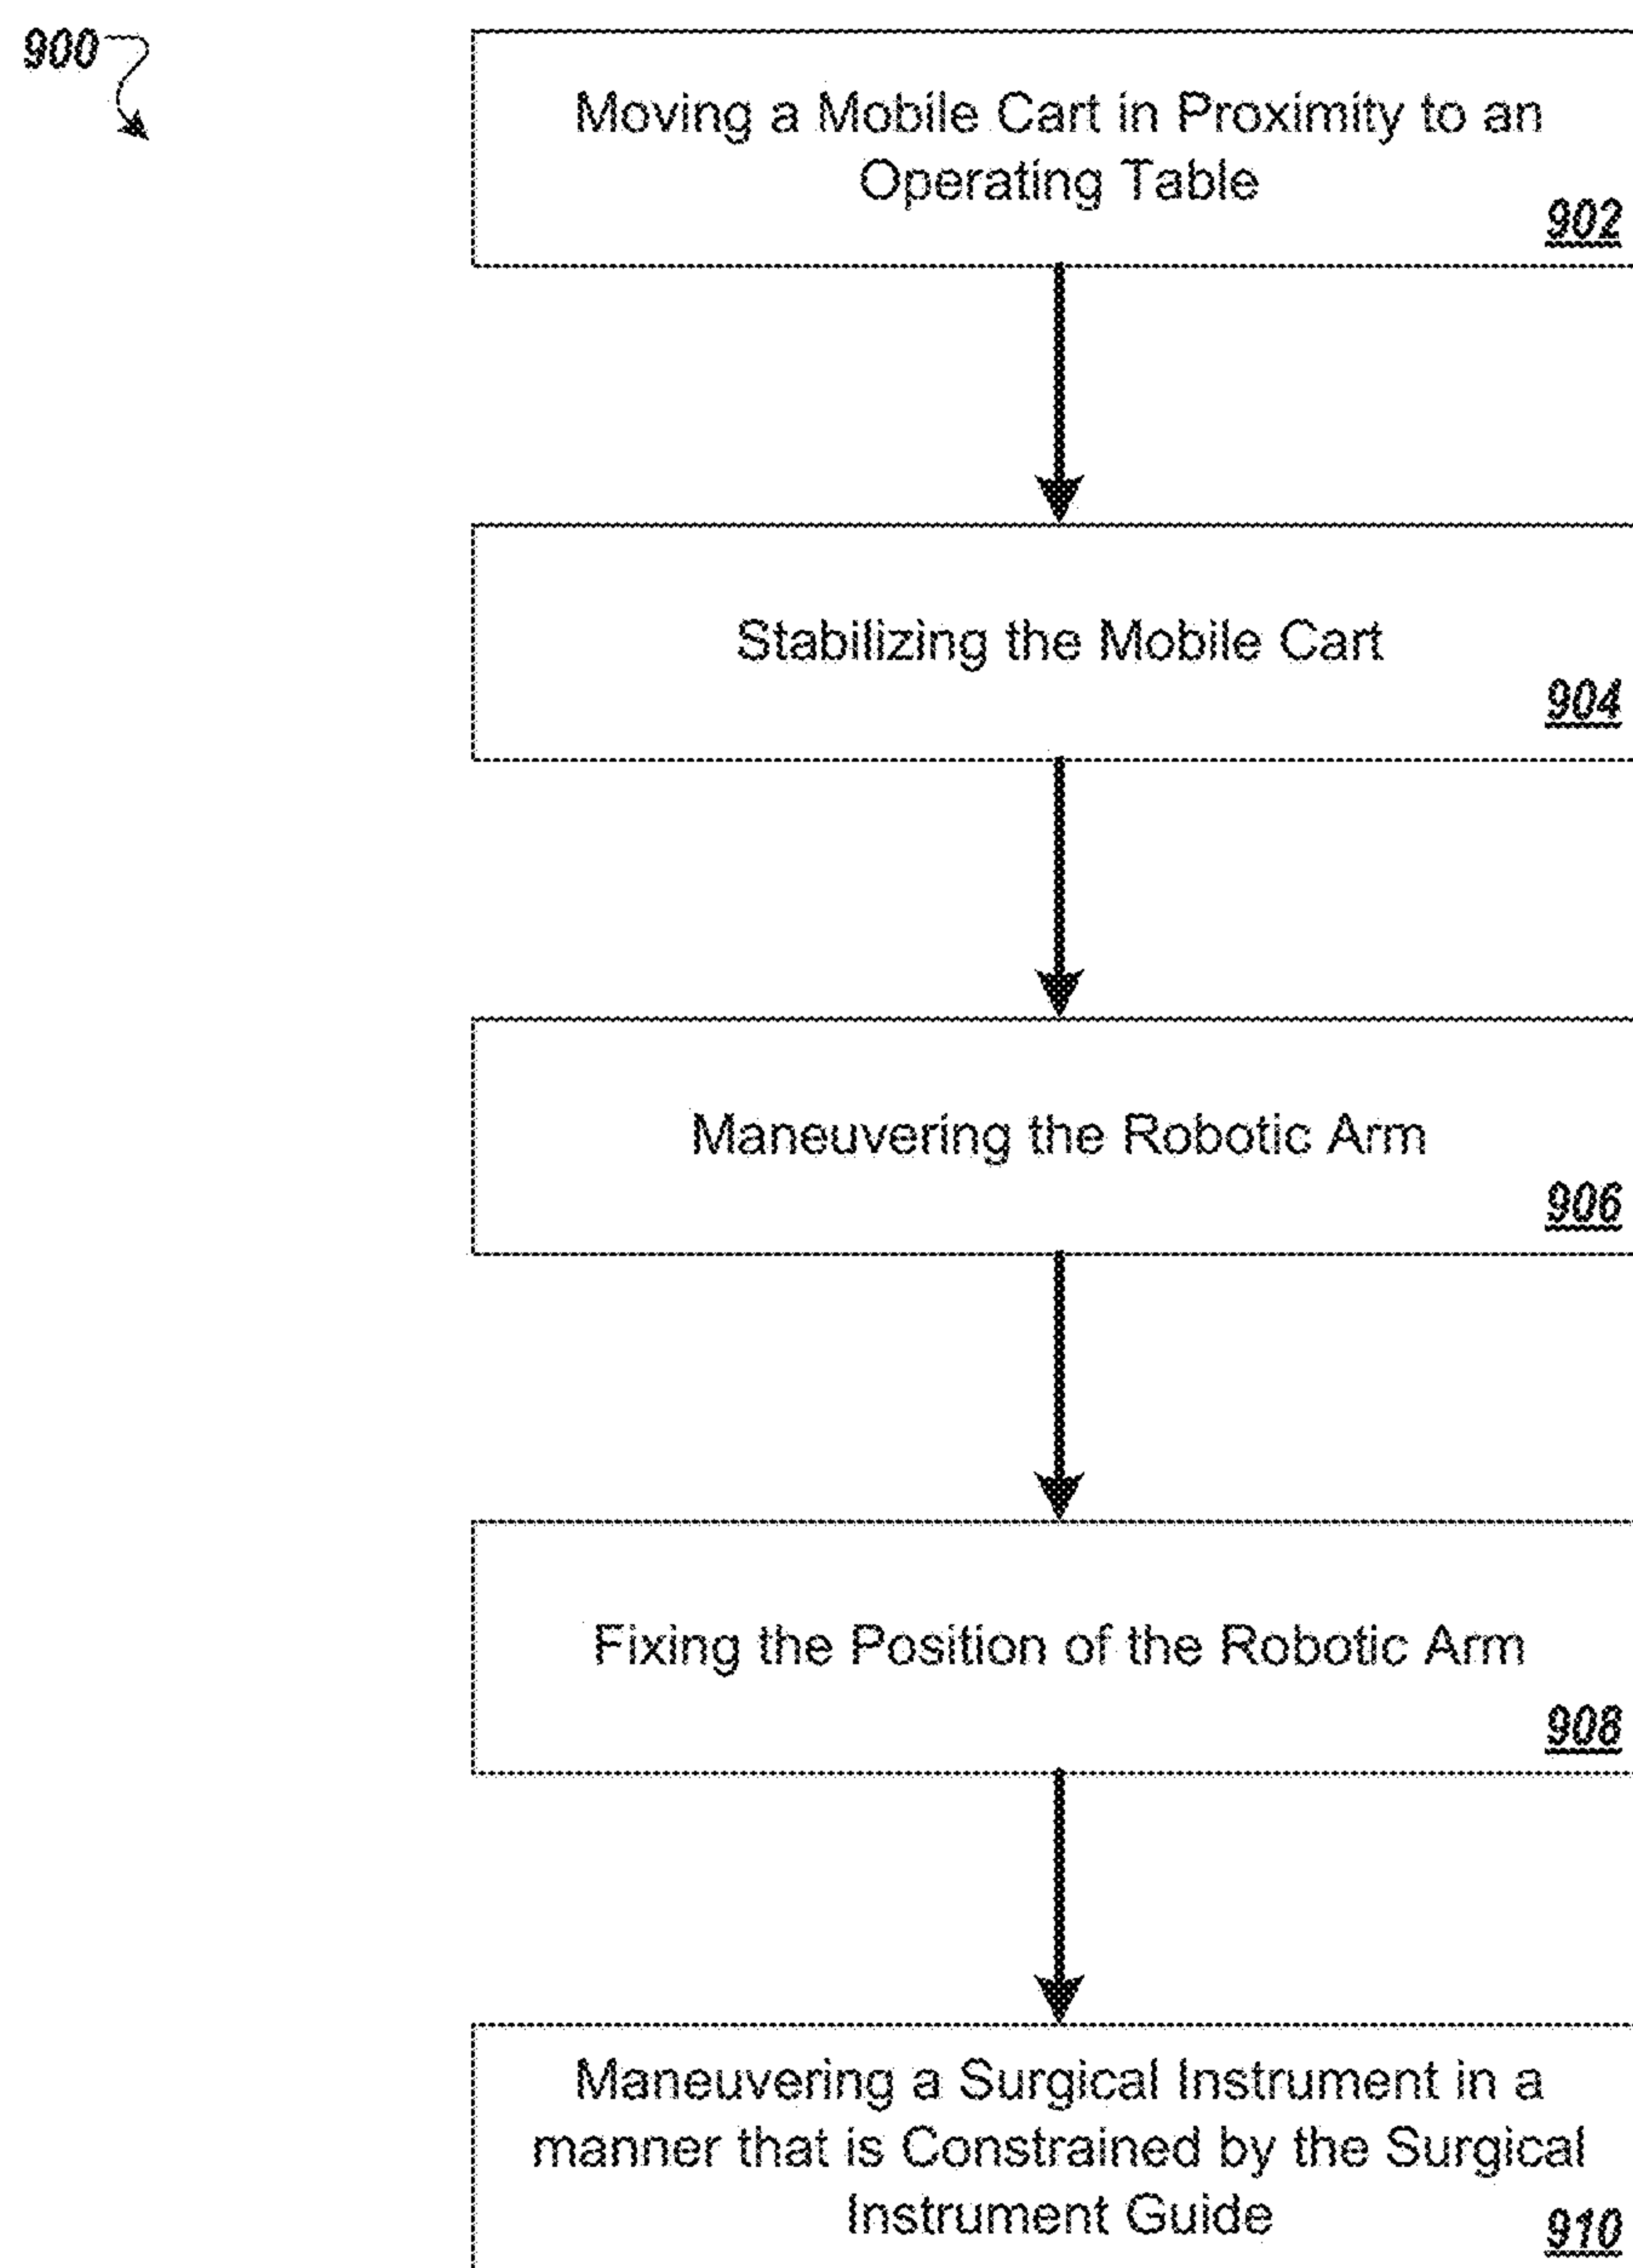 900
Moving a Mobile Cart in Proximity to an
Operating Table
902
Stabilizing the Mobile Cart
904
Maneuvering the Robotic Arm
906
Fixing the Position of the Robotic Arm
908
Maneuvering a Surgical Instrument in a
manner that is Constrained by the Surgical
Instrument Guide
910